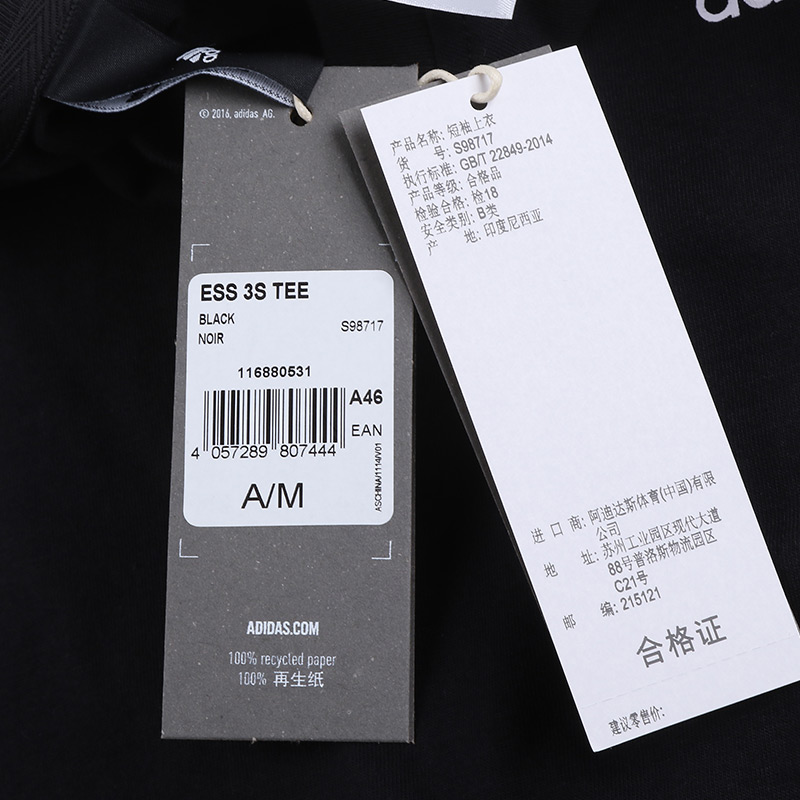 © 2016, adidas AG.
ESS 3S TEE
BLACK
NOIR
S98717
116880531
A46
EAN
4 057289 807444
A/M
ASCHINA/1114/V01
ADIDAS.COM
100% recycled paper
100% 再生纸
产品名称: 短袖上衣
货 号: S98717
执行标准: GB/T 22849-2014
产品等级: 合格品
检验合格: 检18
安全类别: B类
产 地: 印度尼西亚
进 口 商: 阿迪达斯体育(中国)有限
公司
地 址: 苏州工业园区现代大道
88号普洛斯物流园区
C21号
邮 编: 215121
合格证
建议零售价: